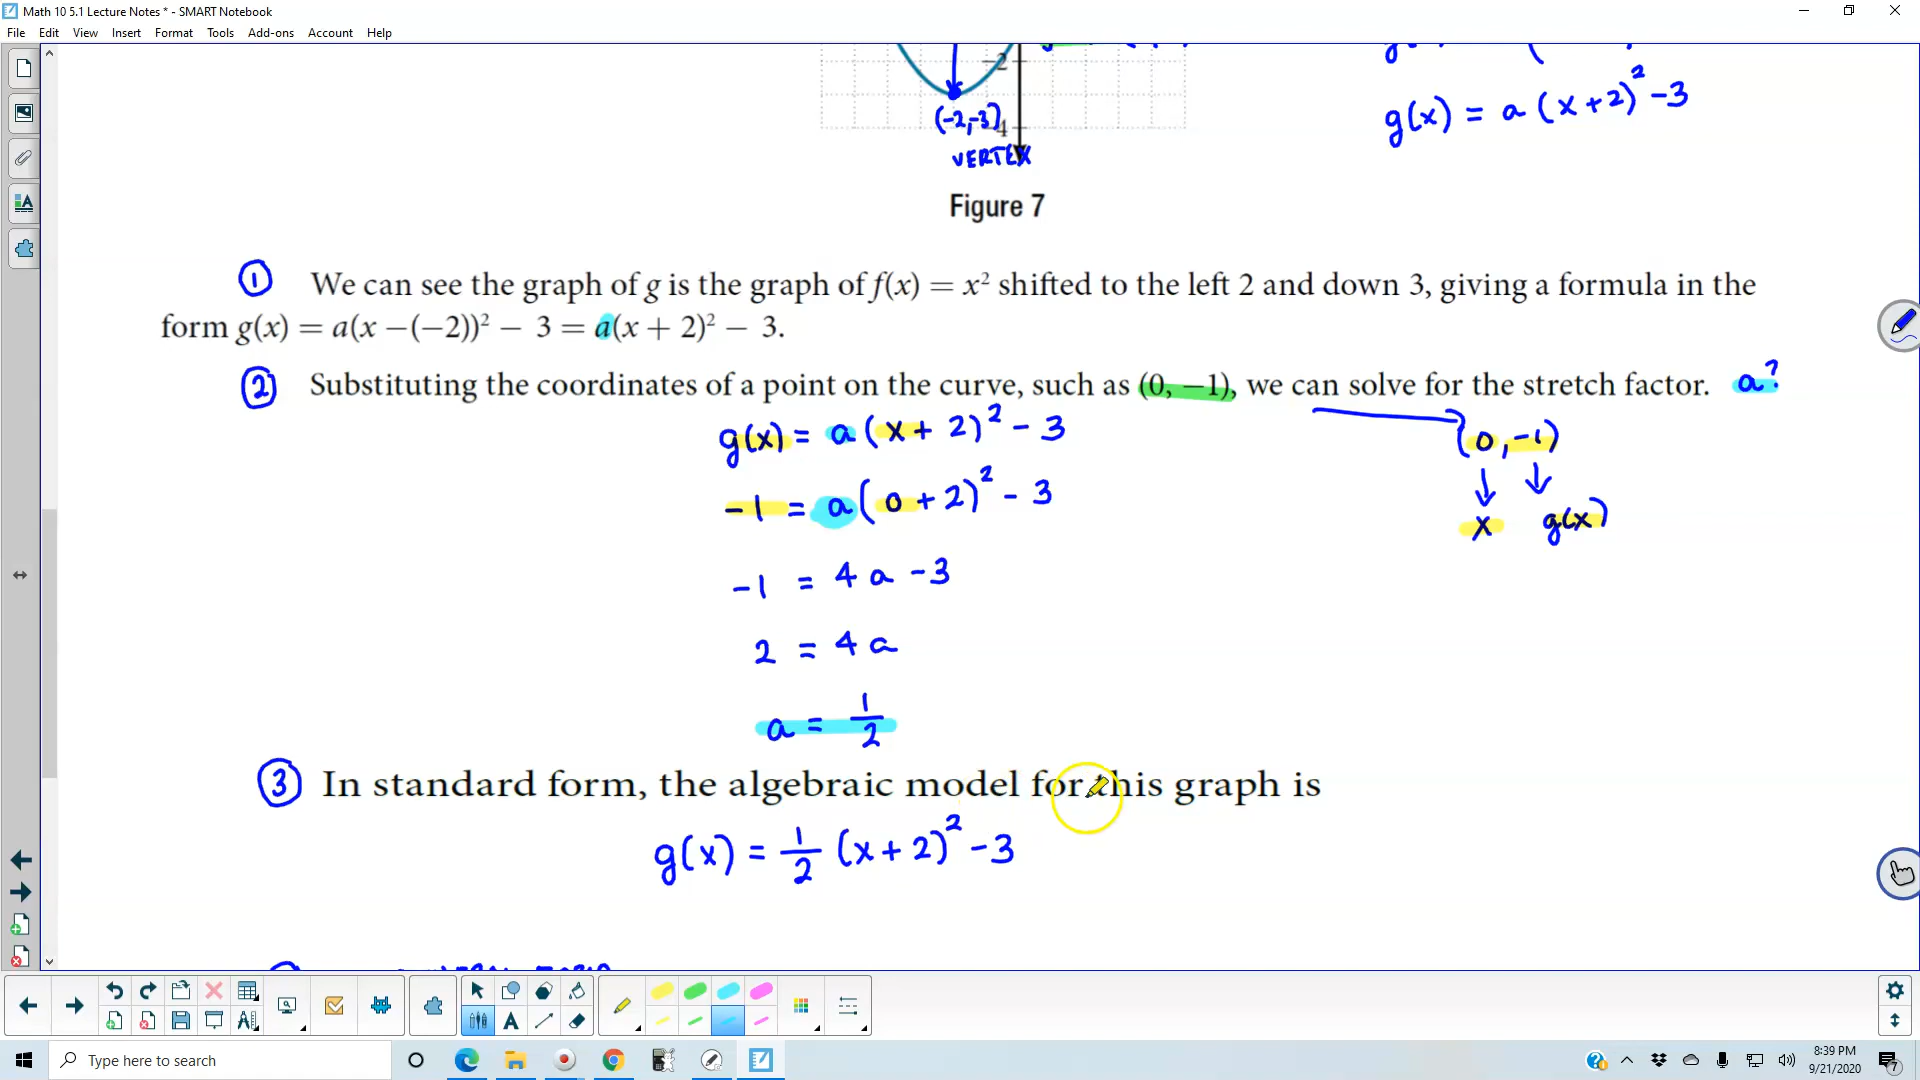 Math 10 5.1 Lecture Notes * - SMART Notebook
File Edit View Insert Format Tools Add-ons Account Help
-2
g(x) = a(x+2)² -3
(-2,-3)
-4
VERTEX
Figure 7
① We can see the graph of g is the graph of f(x) = x² shifted to the left 2 and down 3, giving a formula in the
form g(x) = a(x −(−2))² − 3 = a(x + 2)² − 3.
② Substituting the coordinates of a point on the curve, such as (0, −1), we can solve for the stretch factor. a?
g(x) = a(x+2)² -3
(0,-1)
-1 = a(0+2)² -3
x g(x)
-1 = 4a -3
2 = 4a
a = 1/2
③ In standard form, the algebraic model for this graph is
g(x) = 1/2 (x+2)² -3
Type here to search
8:39 PM
9/21/2020
7